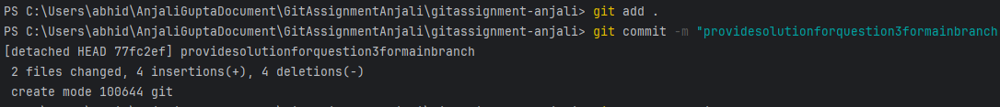 PS C:\Users\abhid\AnjaliGuptaDocument\GitAssignmentAnjali\gitassignment-anjali> git add .
PS C:\Users\abhid\AnjaliGuptaDocument\GitAssignmentAnjali\gitassignment-anjali> git commit -m "providesolutionforquestion3formainbranch
[detached HEAD 77fc2ef] providesolutionforquestion3formainbranch
2 files changed, 4 insertions(+), 4 deletions(-)
create mode 100644 git